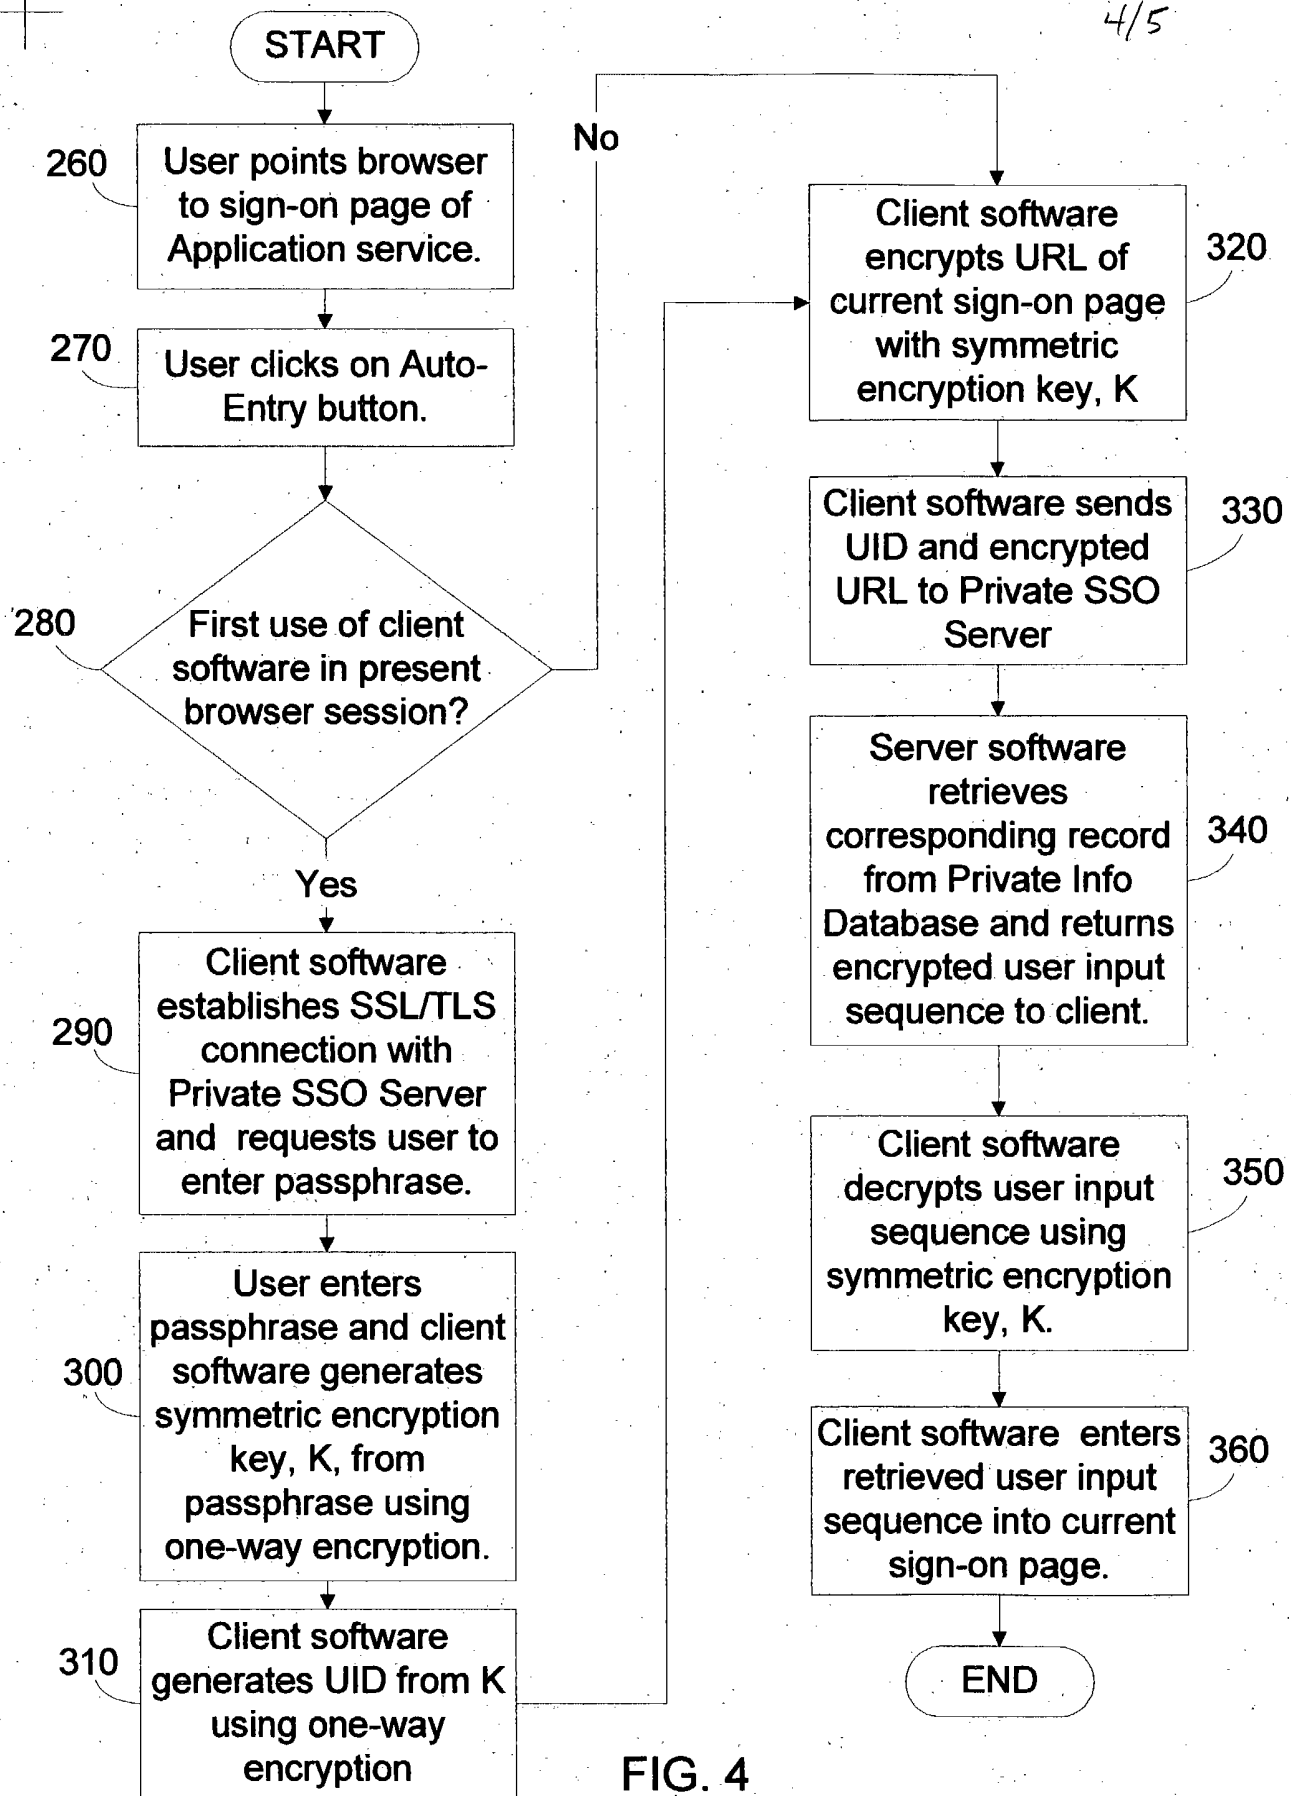 4/5
START
260
User points browser
to sign-on page of
Application service.
270
User clicks on Auto-
Entry button.
280
First use of client
software in present
browser session?
No
Yes
290
Client software
establishes SSL/TLS
connection with
Private SSO Server
and requests user to
enter passphrase.
300
User enters
passphrase and client
software generates
symmetric encryption
key, K, from
passphrase using
one-way encryption.
310
Client software
generates UID from K
using one-way
encryption
Client software
encrypts URL of
current sign-on page
with symmetric
encryption key, K
320
Client software sends
UID and encrypted
URL to Private SSO
Server
330
Server software
retrieves
corresponding record
from Private Info
Database and returns
encrypted user input
sequence to client.
340
Client software
decrypts user input
sequence using
symmetric encryption
key, K.
350
Client software enters
retrieved user input
sequence into current
sign-on page.
360
END
FIG. 4